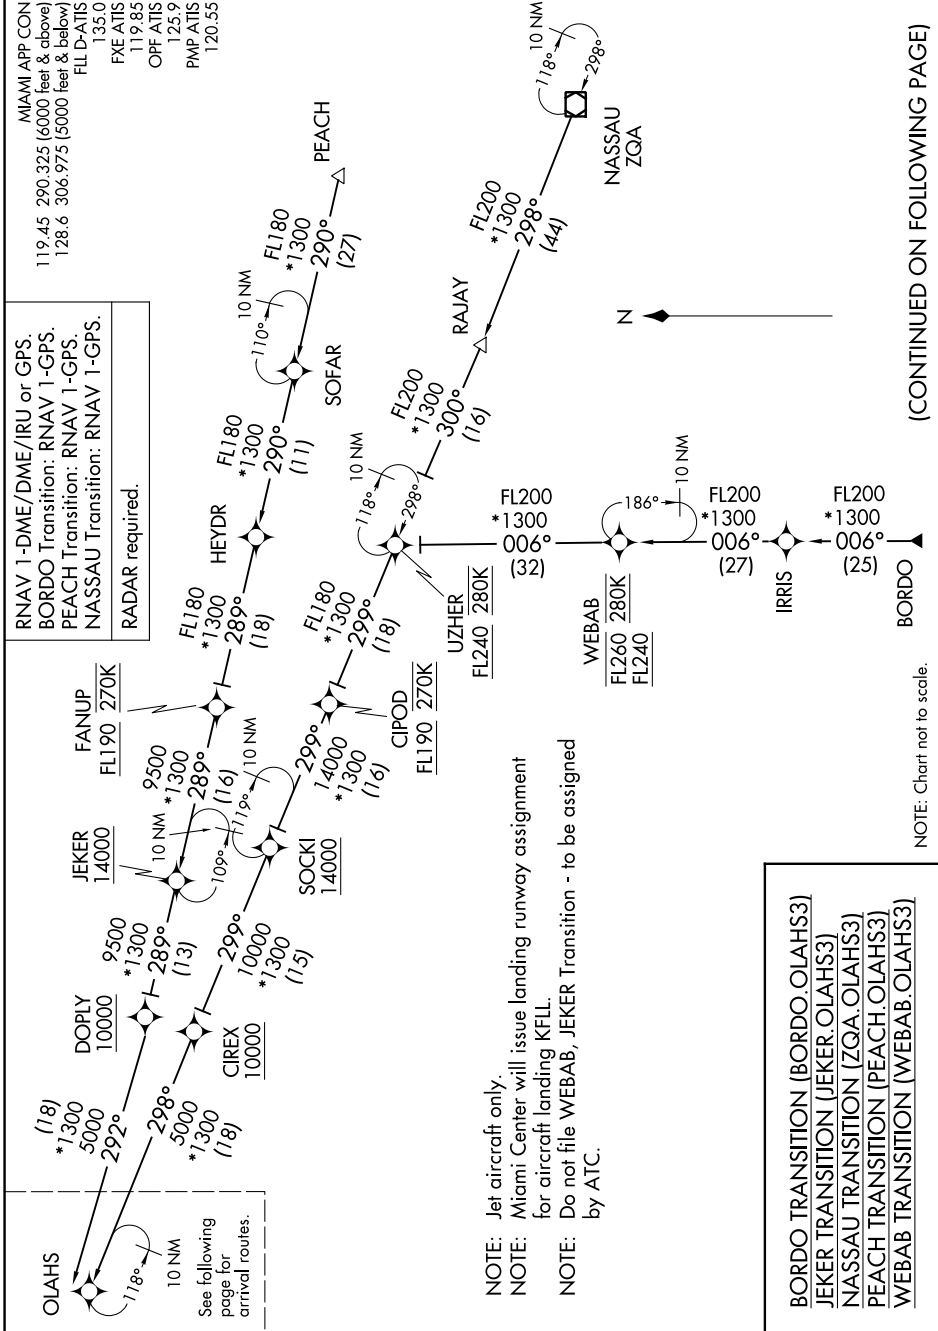 RNAV 1 -DME/DME/IRU or GPS.
BORDO Transition: RNAV 1-GPS.
PEACH Transition: RNAV 1-GPS.
NASSAU Transition: RNAV 1-GPS.
RADAR required.
MIAMI APP CON
119.45 290.325 (6000 feet & above)
128.6 306.975 (5000 feet & below)
FLL D-ATIS
135.0
FXE ATIS
119.85
OPF ATIS
125.9
PMP ATIS
120.55
OLAHS
118°
10 NM
See following
page for
arrival routes.
(18)
*1300
5000
292°
298°
5000
*1300
(18)
DOPLY
10000
CIREX
10000
9500
*1300
289°
(13)
299°
10000
*1300
(15)
JEKER
14000
10 NM
109°
SOCKI
14000
119°
10 NM
9500
*1300
289°
(16)
299°
14000
*1300
(16)
FANUP
FL190 270K
CIPOD
FL190 270K
FL180
*1300
289°
(18)
FL180
*1300
299°
(18)
HEYDR
UZHER
FL240 280K
118°
298°
10 NM
FL180
*1300
290°
(11)
SOFAR
110°
10 NM
FL180
*1300
290°
(27)
PEACH
FL200
*1300
300°
(16)
RAJAY
FL200
*1300
298°
(44)
NASSAU
ZQA
118°
298°
10 NM
FL200
*1300
006°
(32)
WEBAB
FL260 280K
FL240
186°
10 NM
FL200
*1300
006°
(27)
IRRIS
FL200
*1300
006°
(25)
BORDO
N
NOTE: Jet aircraft only.
NOTE: Miami Center will issue landing runway assignment
for aircraft landing KFLL.
NOTE: Do not file WEBAB, JEKER Transition - to be assigned
by ATC.
NOTE: Chart not to scale.
BORDO TRANSITION (BORDO.OLAHS3)
JEKER TRANSITION (JEKER.OLAHS3)
NASSAU TRANSITION (ZQA.OLAHS3)
PEACH TRANSITION (PEACH.OLAHS3)
WEBAB TRANSITION (WEBAB.OLAHS3)
(CONTINUED ON FOLLOWING PAGE)